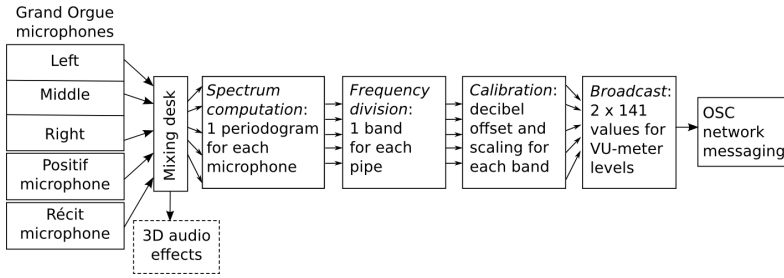 Grand Orgue
microphones
Left
Middle
Right
Positif
microphone
Récit
microphone
Mixing desk
3D audio
effects
Spectrum
computation:
1 periodogram
for each
microphone
Frequency
division:
1 band
for each
pipe
Calibration:
decibel
offset and
scaling for
each band
Broadcast:
2 x 141
values for
VU-meter
levels
OSC
network
messaging